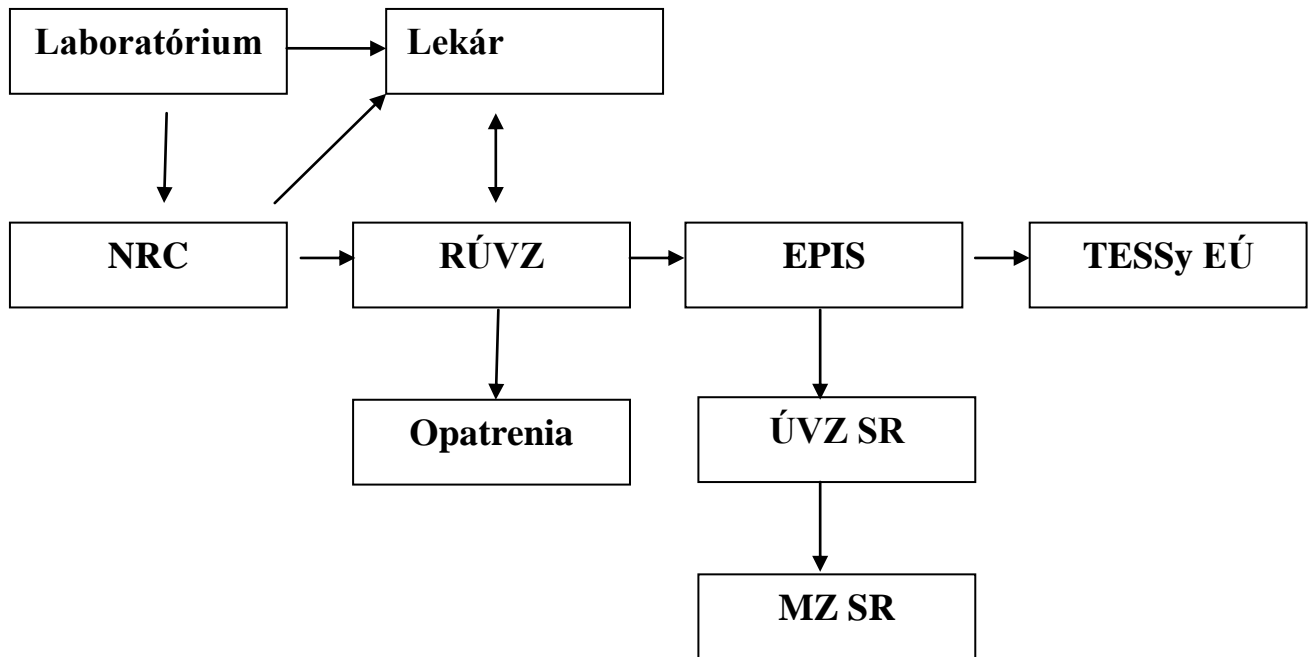 Laboratórium
Lekár
NRC
RÚVZ
EPIS
TESSy EÚ
Opatrenia
ÚVZ SR
MZ SR